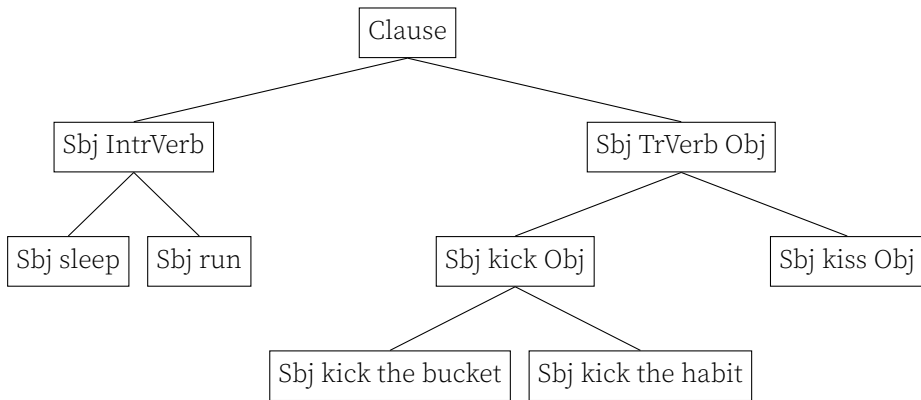 Clause
Sbj IntrVerb
Sbj TrVerb Obj
Sbj sleep
Sbj run
Sbj kick Obj
Sbj kiss Obj
Sbj kick the bucket
Sbj kick the habit